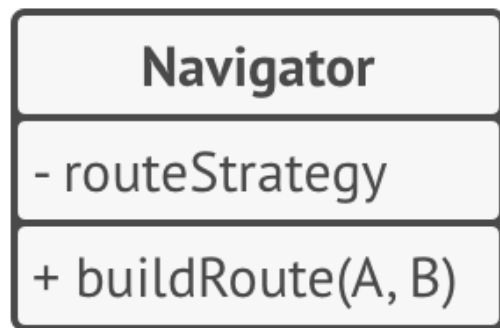 Navigator
- routeStrategy
+ buildRoute(A, B)